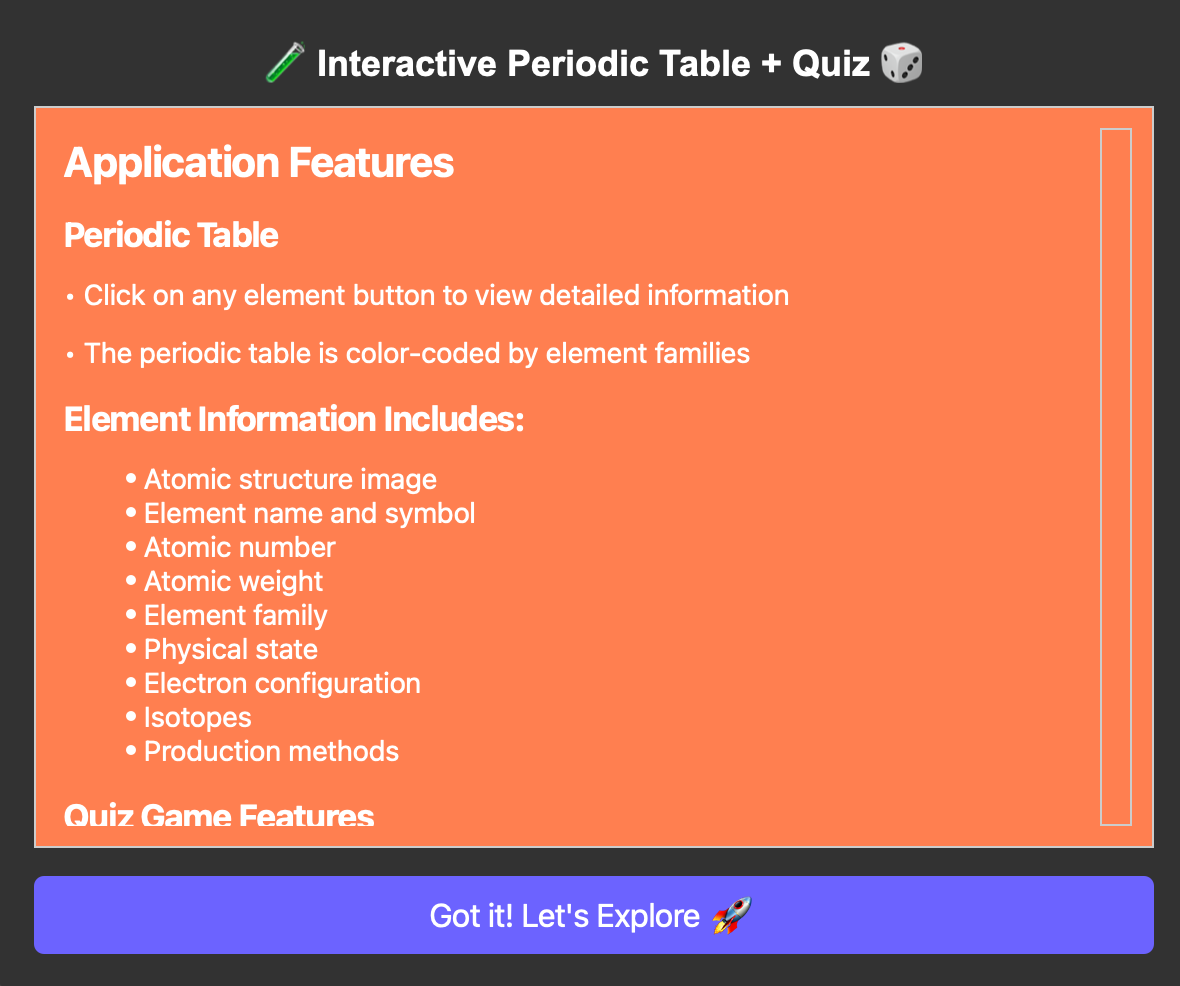 🧪 Interactive Periodic Table + Quiz 🎲
Application Features
Periodic Table
• Click on any element button to view detailed information
• The periodic table is color-coded by element families
Element Information Includes:
• Atomic structure image
• Element name and symbol
• Atomic number
• Atomic weight
• Element family
• Physical state
• Electron configuration
• Isotopes
• Production methods
Quiz Game Features
Got it! Let's Explore 🚀